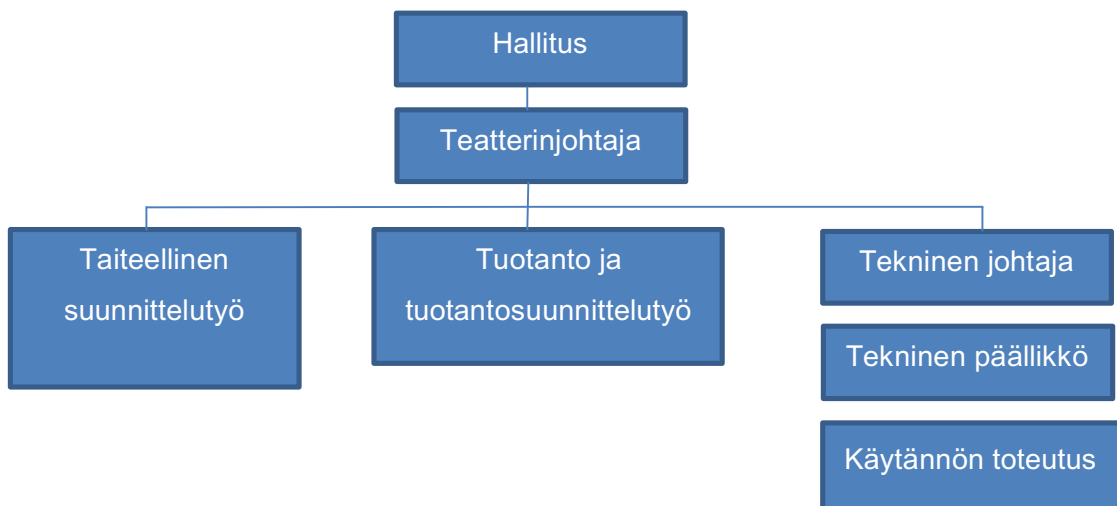 Hallitus
Teatterinjohtaja
Taiteellinen
suunnittelutyö
Tuotanto ja
tuotantosuunnittelutyö
Tekninen johtaja
Tekninen päällikkö
Käytännön toteutus